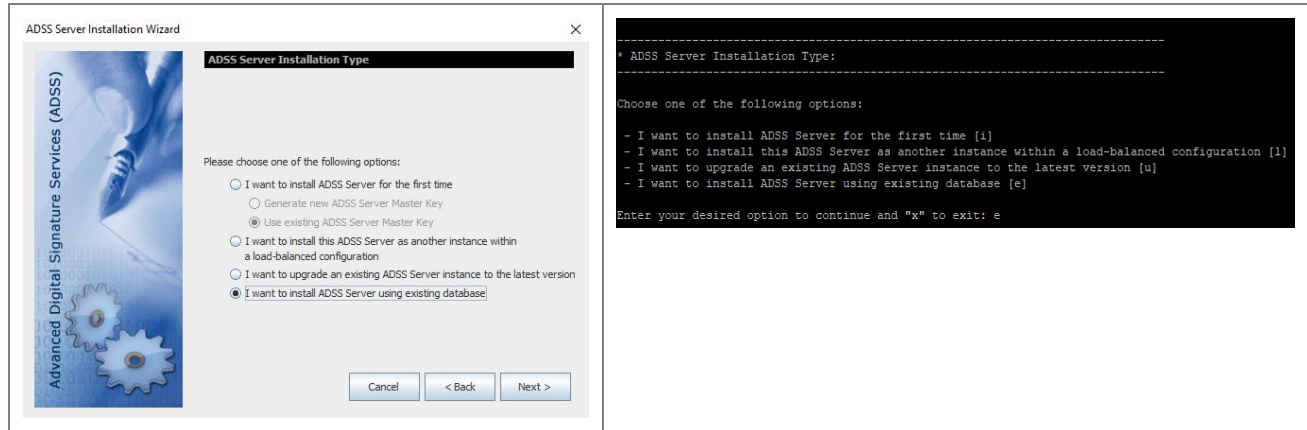 ADSS Server Installation Wizard
Advanced Digital Signature Services (ADSS)
ADSS Server Installation Type
Please choose one of the following options:
I want to install ADSS Server for the first time
Generate new ADSS Server Master Key
Use existing ADSS Server Master Key
I want to install this ADSS Server as another instance within
a load-balanced configuration
I want to upgrade an existing ADSS Server instance to the latest version
I want to install ADSS Server using existing database
Cancel
< Back
Next >
--------------------------------------------------------------------------
* ADSS Server Installation Type:
--------------------------------------------------------------------------
Choose one of the following options:
- I want to install ADSS Server for the first time [i]
- I want to install this ADSS Server as another instance within a load-balanced configuration [l]
- I want to upgrade an existing ADSS Server instance to the latest version [u]
- I want to install ADSS Server using existing database [e]
Enter your desired option to continue and "x" to exit: e